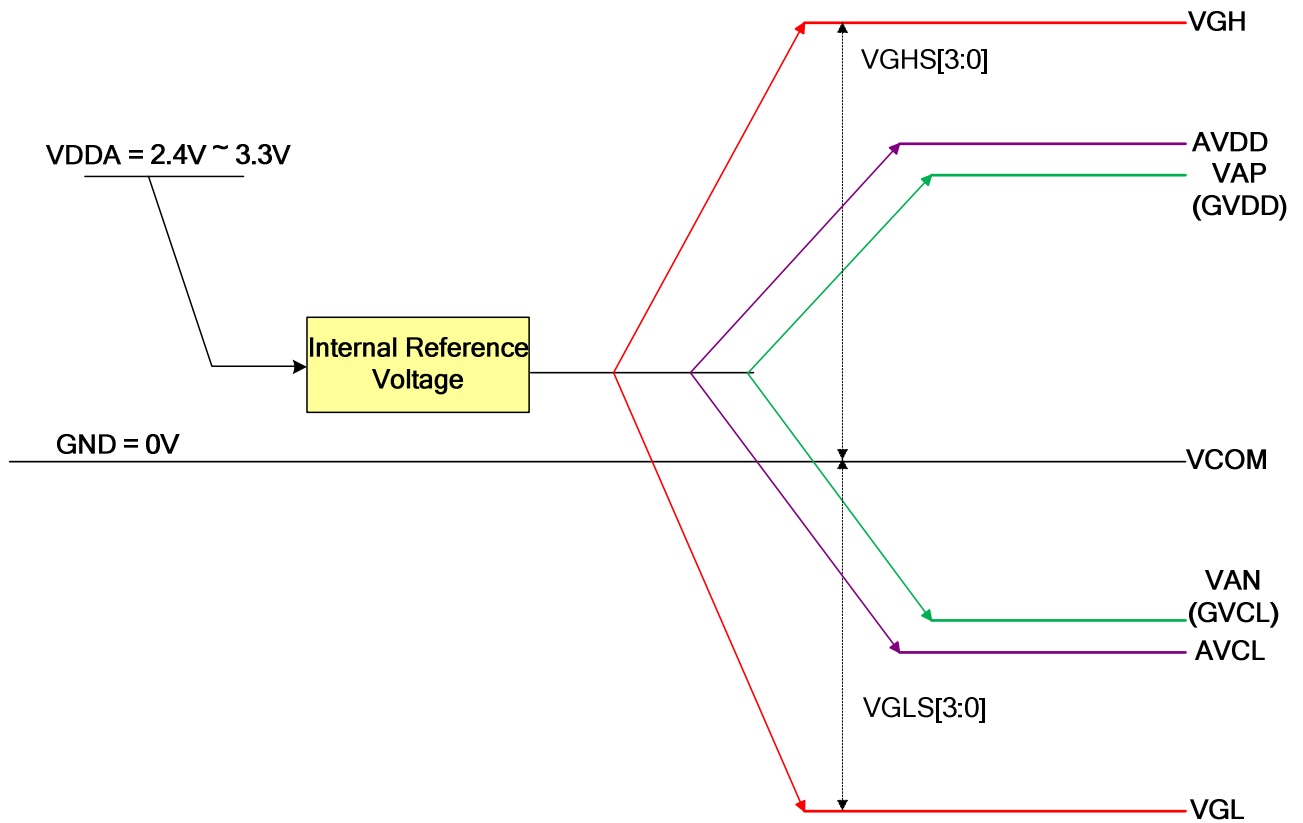 VGH
VGHS[3:0]
AVDD
VDDA = 2.4V ~ 3.3V
VAP
(GVDD)
Internal Reference
Voltage
GND = 0V
VCOM
VAN
(GVCL)
AVCL
VGLS[3:0]
VGL